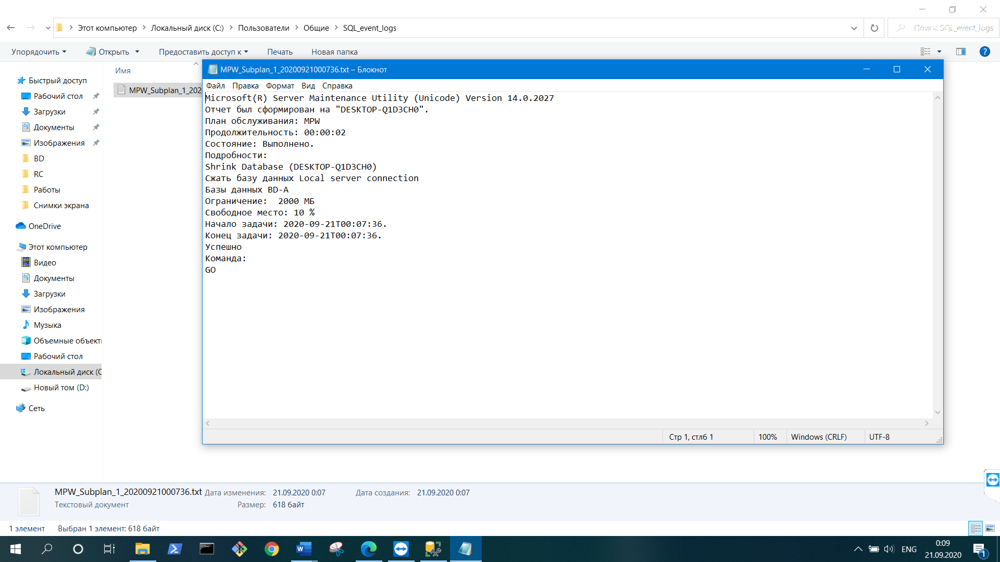 Этот компьютер
Локальный диск (C:)
Пользователи
Общие
SQL_event_logs
Поиск: SQL_event_logs
Упорядочить
Открыть
Предоставить доступ к
Печать
Новая папка
Имя
MPW_Subplan_1_202
Быстрый доступ
Рабочий стол
Загрузки
Документы
Изображения
BD
RC
Работы
Снимки экрана
OneDrive
Этот компьютер
Видео
Документы
Загрузки
Изображения
Музыка
Объемные объект
Рабочий стол
Локальный диск (C
Новый том (D:)
Сеть
MPW_Subplan_1_20200921000736.txt – Блокнот
Файл Правка Формат Вид Справка
Microsoft(R) Server Maintenance Utility (Unicode) Version 14.0.2027
Отчет был сформирован на "DESKTOP-Q1D3CH0".
План обслуживания: MPW
Продолжительность: 00:00:02
Состояние: Выполнено.
Подробности:
Shrink Database (DESKTOP-Q1D3CH0)
Сжать базу данных Local server connection
Базы данных BD-A
Ограничение:  2000 МБ
Свободное место: 10 %
Начало задачи: 2020-09-21T00:07:36.
Конец задачи: 2020-09-21T00:07:36.
Успешно
Команда:
GO
Стр 1, стлб 1
100%
Windows (CRLF)
UTF-8
MPW_Subplan_1_20200921000736.txt
Дата изменения: 21.09.2020 0:07
Дата создания: 21.09.2020 0:07
Текстовый документ
Размер: 618 байт
1 элемент
Выбран 1 элемент: 618 байт
ENG
0:09
21.09.2020
1